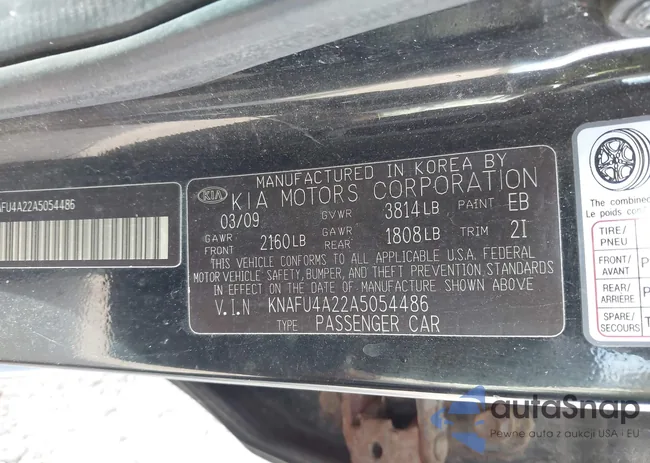 AFU4A22A5054486
MANUFACTURED IN KOREA BY
KIA KIA MOTORS CORPORATION
03/09 GVWR 3814LB PAINT EB
GAWR FRONT 2160LB GAWR REAR 1808LB TRIM 2I
THIS VEHICLE CONFORMS TO ALL APPLICABLE U.S.A. FEDERAL
MOTOR VEHICLE SAFETY, BUMPER, AND THEFT PREVENTION STANDARDS
IN EFFECT ON THE DATE OF MANUFACTURE SHOWN ABOVE
V.I.N KNAFU4A22A5054486
TYPE PASSENGER CAR
The combined
Le poids com
TIRE/
PNEU
FRONT/
AVANT P
REAR/
ARRIÈRE P
SPARE/
SECOURS T
autoSnap
Pewne auta z aukcji USA i EU